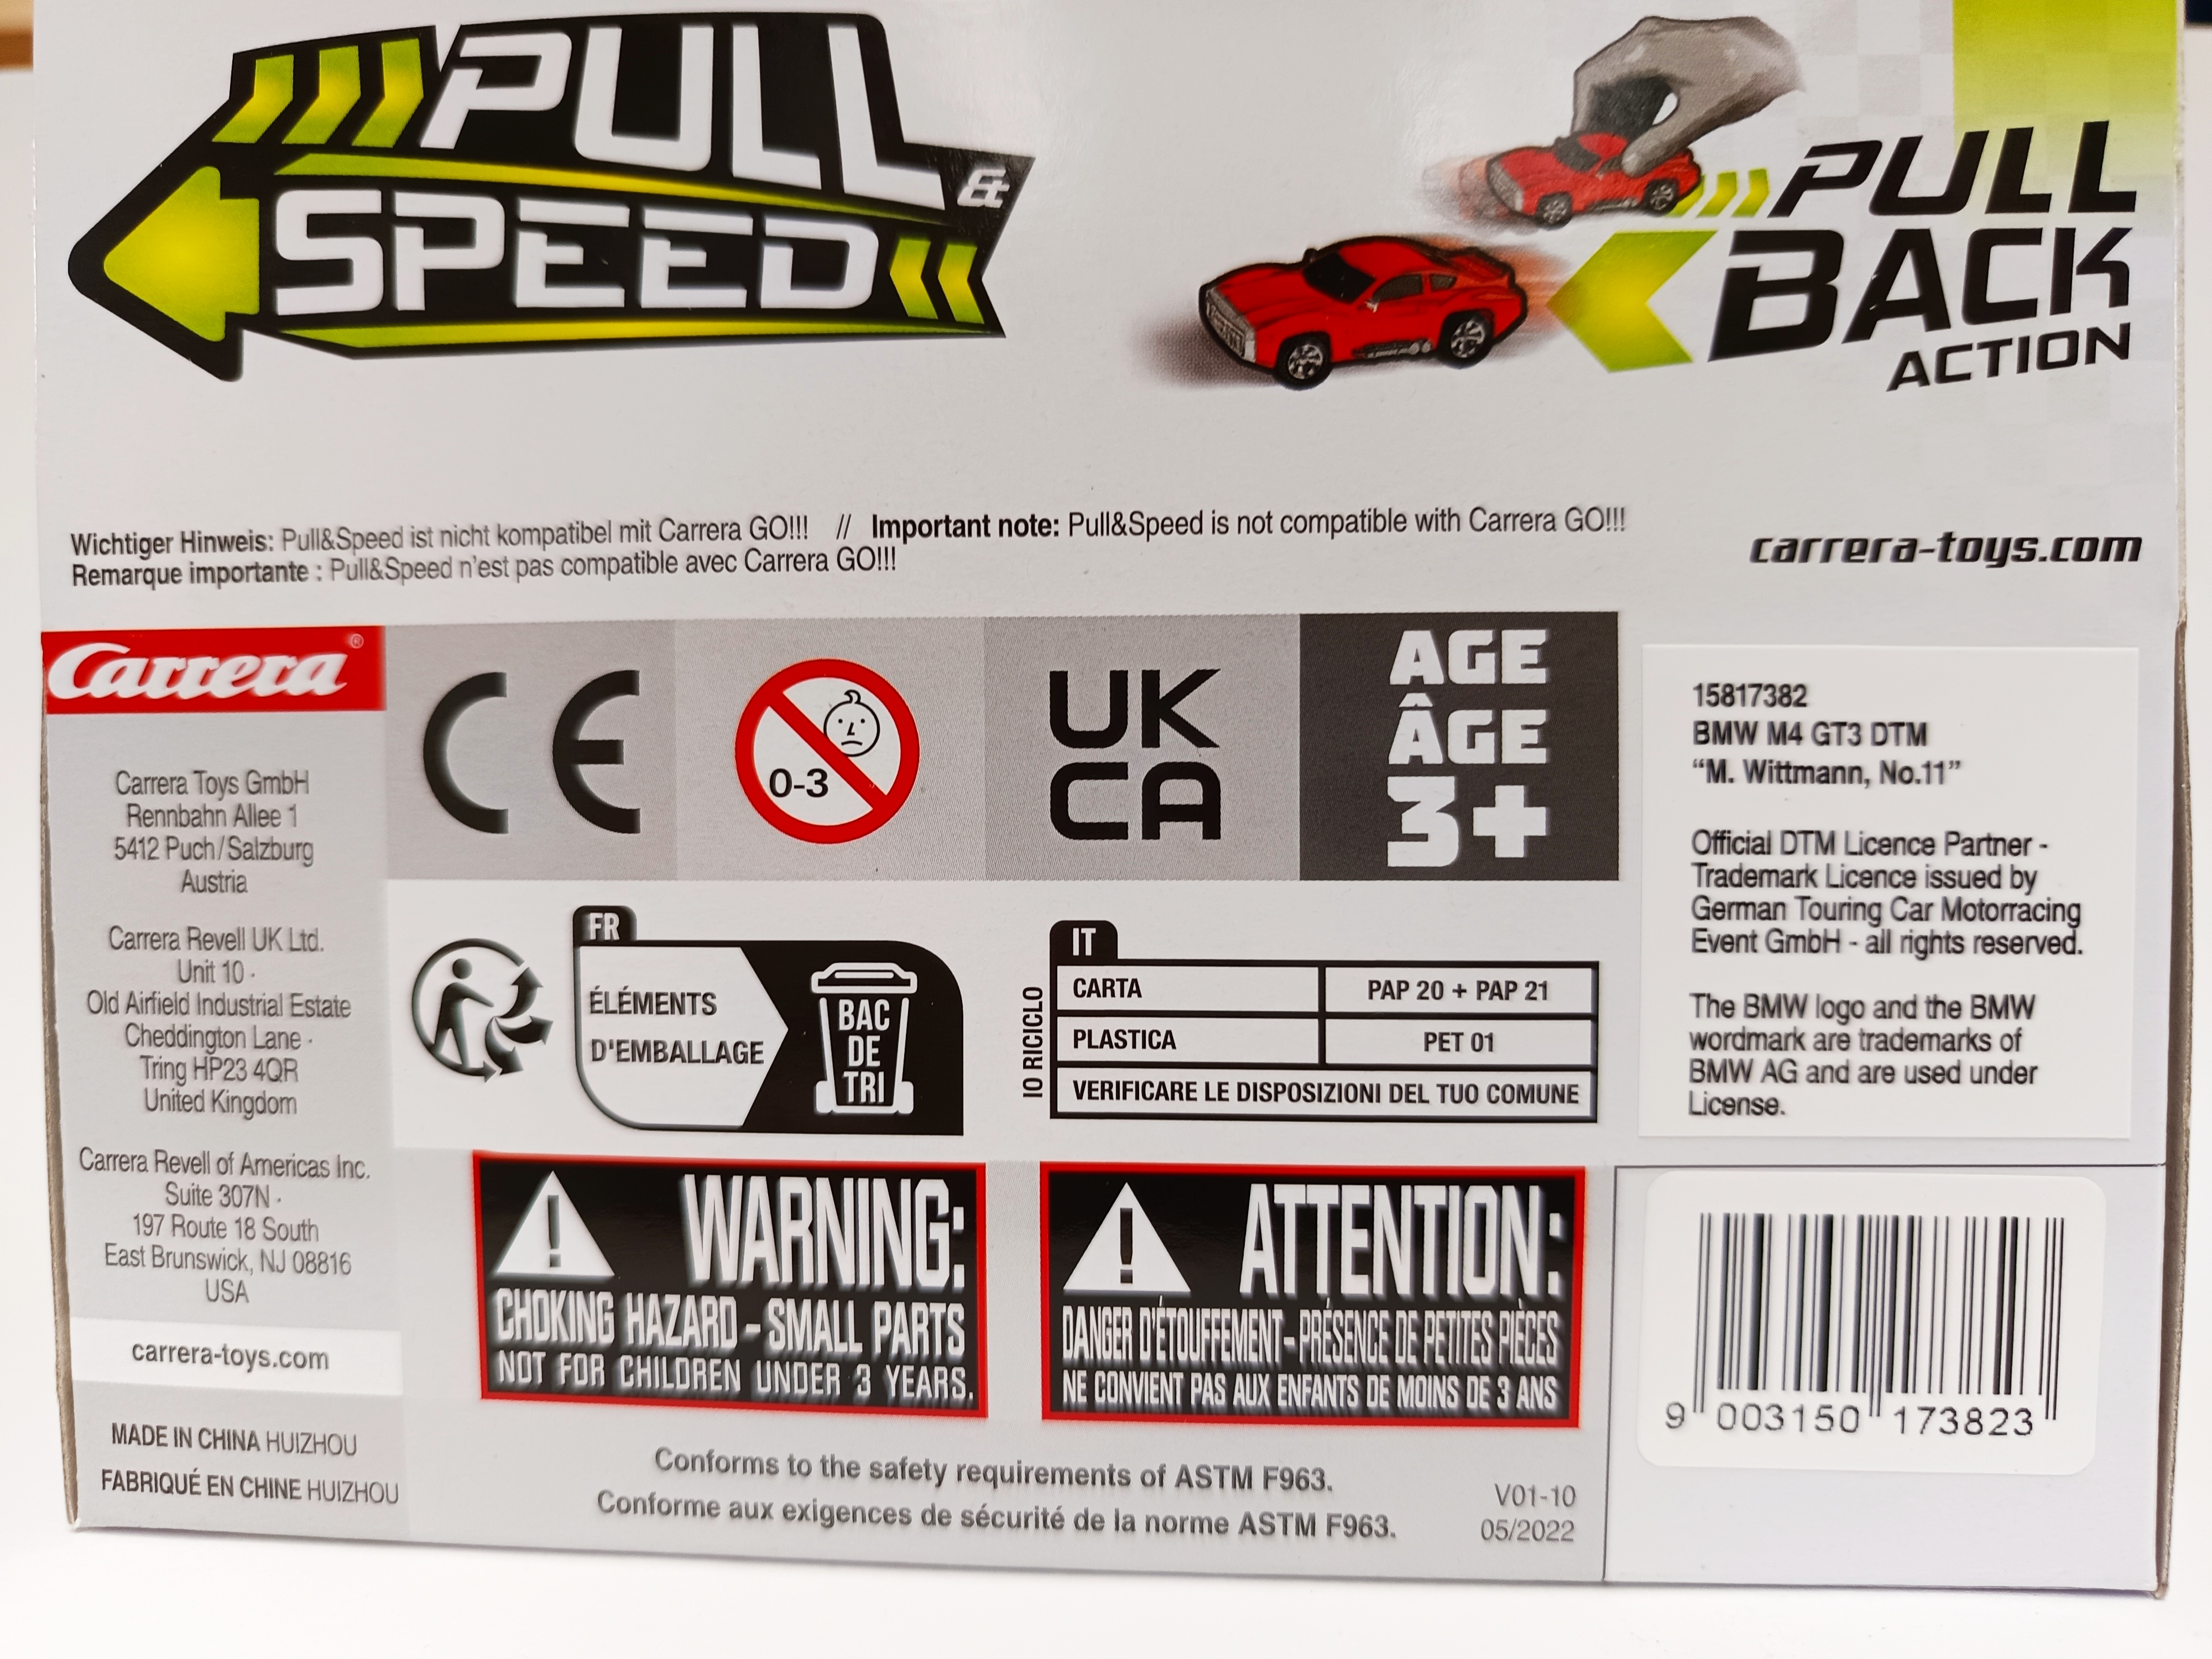 PULL &
SPEED
PULL
BACK
ACTION
Wichtiger Hinweis: Pull&Speed ist nicht kompatibel mit Carrera GO!!! // Important note: Pull&Speed is not compatible with Carrera GO!!!
Remarque importante : Pull&Speed n'est pas compatible avec Carrera GO!!!
carrera-toys.com
Carrera®
Carrera Toys GmbH
Rennbahn Allee 1
5412 Puch/Salzburg
Austria
Carrera Revell UK Ltd.
Unit 10 ·
Old Airfield Industrial Estate
Cheddington Lane ·
Tring HP23 4QR
United Kingdom
Carrera Revell of Americas Inc.
Suite 307N ·
197 Route 18 South
East Brunswick, NJ 08816
USA
carrera-toys.com
MADE IN CHINA HUIZHOU
FABRIQUÉ EN CHINE HUIZHOU
CE
0-3
UK
CA
AGE
ÂGE
3+
FR
ÉLÉMENTS
D'EMBALLAGE
BAC
DE
TRI
IO RICICLO
IT
CARTA PAP 20 + PAP 21
PLASTICA PET 01
VERIFICARE LE DISPOSIZIONI DEL TUO COMUNE
WARNING:
CHOKING HAZARD - SMALL PARTS
NOT FOR CHILDREN UNDER 3 YEARS.
ATTENTION:
DANGER D'ÉTOUFFEMENT - PRÉSENCE DE PETITES PIÈCES
NE CONVIENT PAS AUX ENFANTS DE MOINS DE 3 ANS
Conforms to the safety requirements of ASTM F963.
Conforme aux exigences de sécurité de la norme ASTM F963.
V01-10
05/2022
15817382
BMW M4 GT3 DTM
“M. Wittmann, No.11”
Official DTM Licence Partner -
Trademark Licence issued by
German Touring Car Motorracing
Event GmbH - all rights reserved.
The BMW logo and the BMW
wordmark are trademarks of
BMW AG and are used under
License.
9 003150 173823